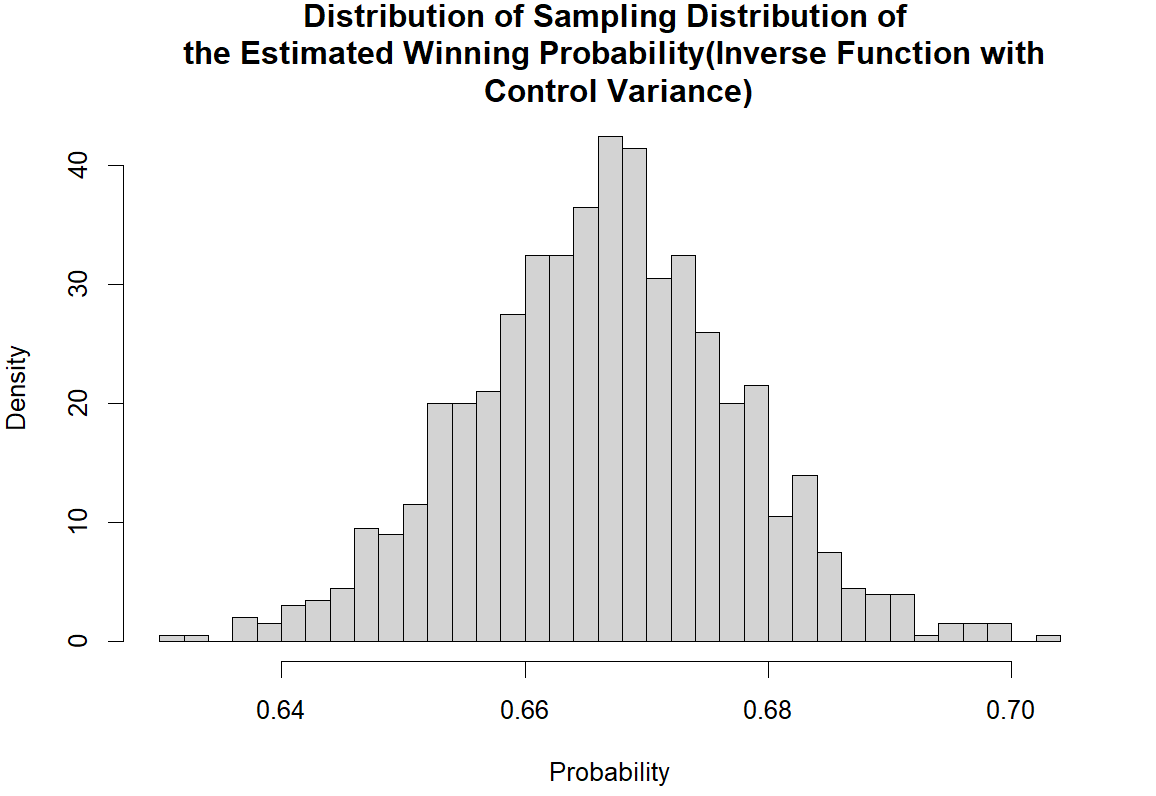 Distribution of Sampling Distribution of
the Estimated Winning Probability(Inverse Function with
Control Variance)
40
30
20
10
0
Density
0.64 0.66 0.68 0.70
Probability